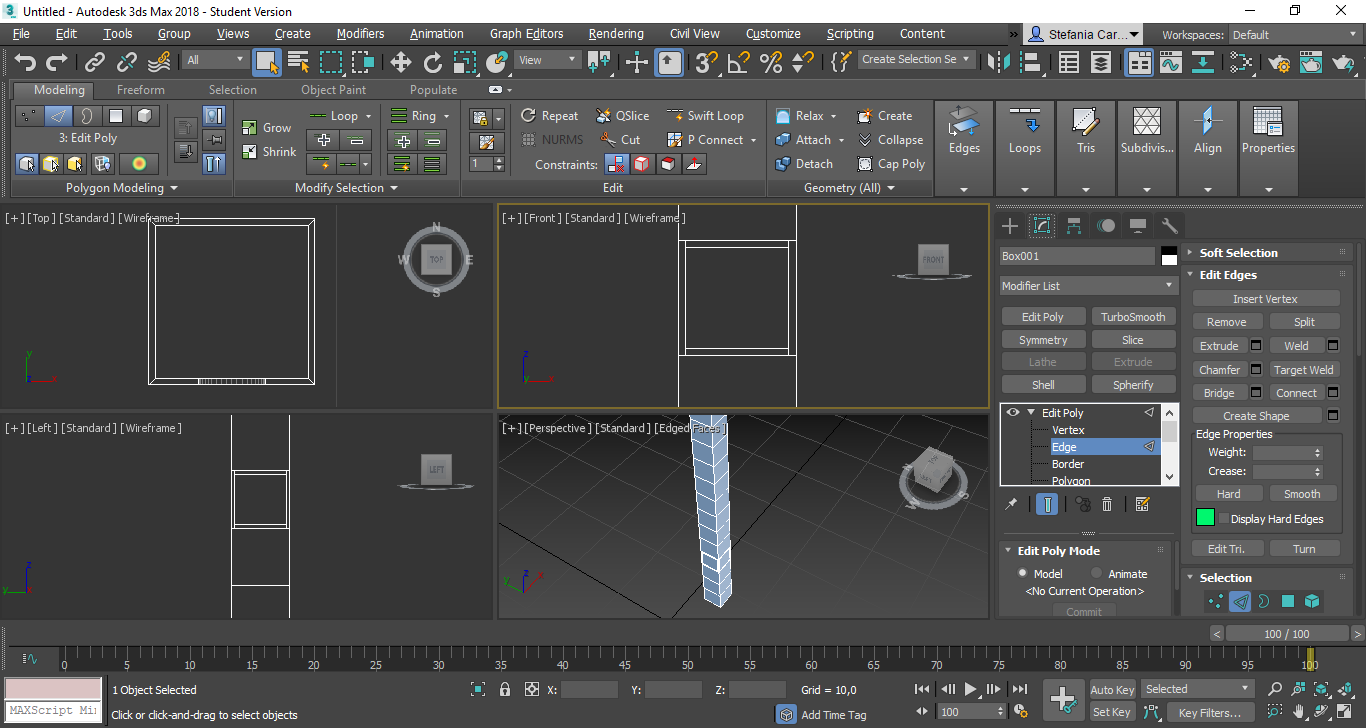 Untitled - Autodesk 3ds Max 2018 - Student Version
File Edit Tools Group Views Create Modifiers Animation Graph Editors Rendering Civil View Customize Scripting Content » Stefania Car... Workspaces: Default
All View Create Selection Se
Modeling Freeform Selection Object Paint Populate
Loop Ring Repeat QSlice Swift Loop Relax Create
3: Edit Poly Grow NURMS Cut P Connect Attach Collapse Edges Loops Tris Subdivis... Align Properties
Shrink 1 Constraints: Detach Cap Poly
Polygon Modeling Modify Selection Edit Geometry (All)
[+] [Top] [Standard] [Wireframe]
N
W TOP E
S
y
z x
[+] [Front] [Standard] [Wireframe]
FRONT
z
y x
[+] [Left] [Standard] [Wireframe]
LEFT
z
y
[+] [Perspective] [Standard] [Edged Faces]
z
y x
Box001
Modifier List
Edit Poly TurboSmooth
Symmetry Slice
Lathe Extrude
Shell Spherify
Edit Poly
Vertex
Edge
Border
Polygon
Edit Poly Mode
Model Animate
<No Current Operation>
Commit
Soft Selection
Edit Edges
Insert Vertex
Remove Split
Extrude Weld
Chamfer Target Weld
Bridge Connect
Create Shape
Edge Properties
Weight:
Crease:
Hard Smooth
Display Hard Edges
Edit Tri. Turn
Selection
< 100 / 100 >
0 5 10 15 20 25 30 35 40 45 50 55 60 65 70 75 80 85 90 95 100
1 Object Selected X: Y: Z: Grid = 10,0 Auto Key Selected
MAXScript Mi
Click or click-and-drag to select objects Add Time Tag 100 Set Key Key Filters...